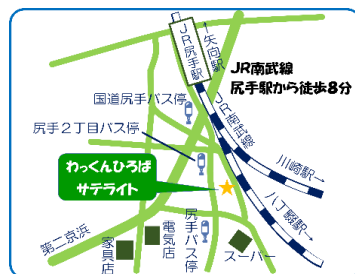 JR尻手駅
→矢向駅
JR南武線
尻手駅から徒歩8分
国道尻手バス停
JR南武線
尻手2丁目バス停
わっくんひろば
サテライト
川崎駅→
八丁畷駅→
第二京浜
家具店
電気店
尻手バス停
スーパー